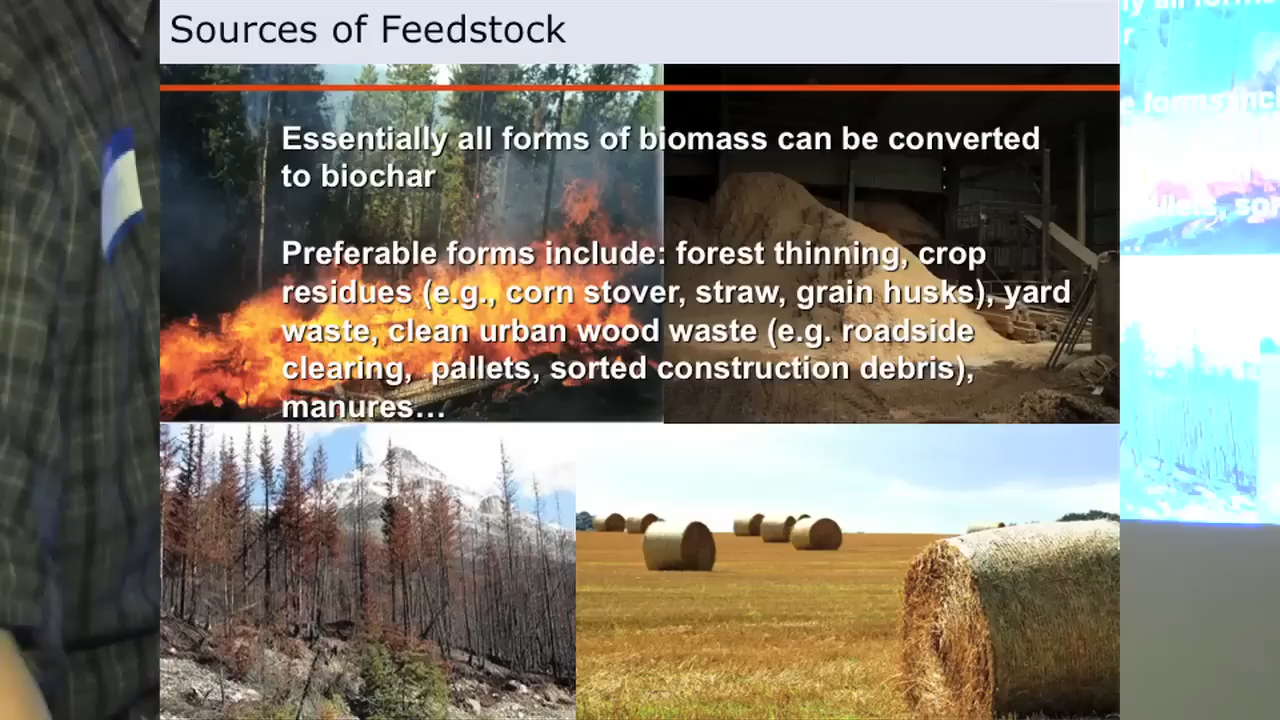 Sources of Feedstock
Essentially all forms of biomass can be converted
to biochar
Preferable forms include: forest thinning, crop
residues (e.g., corn stover, straw, grain husks), yard
waste, clean urban wood waste (e.g. roadside
clearing,  pallets, sorted construction debris),
manures…